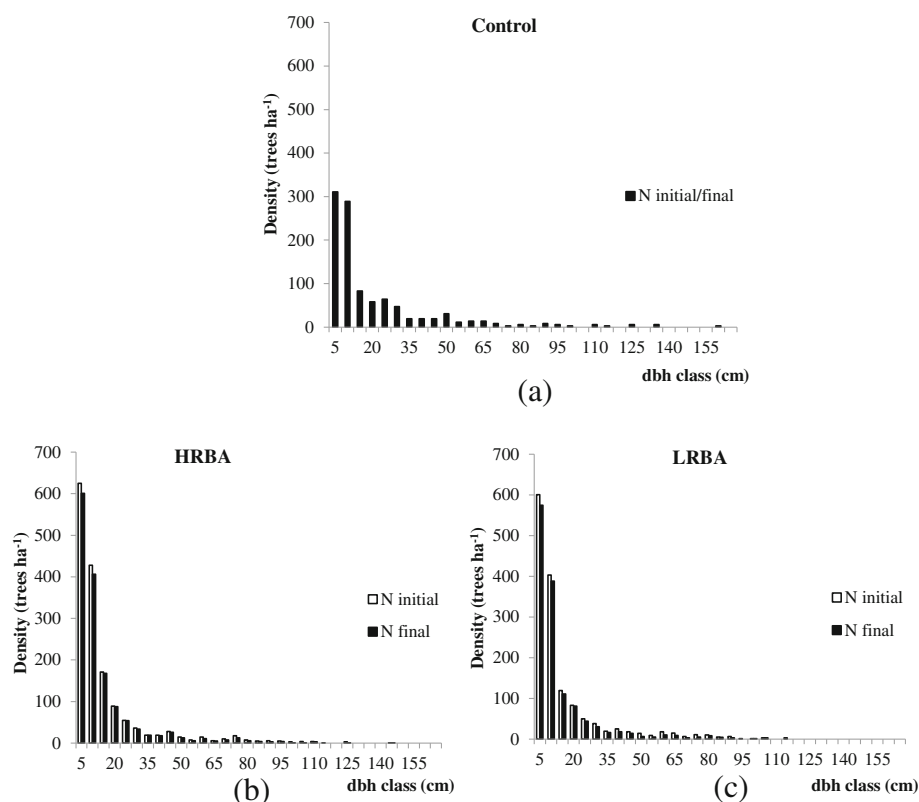 Control
700
600
500
400
300
200
100
0
Density (trees ha-1)
N initial/final
5 20 35 50 65 80 95 110 125 140 155
dbh class (cm)
(a)
HRBA
700
600
500
400
300
200
100
0
Density (trees ha-1)
N initial
N final
5 20 35 50 65 80 95 110 125 140 155
dbh class (cm)
(b)
LRBA
700
600
500
400
300
200
100
0
Density (trees ha-1)
N initial
N final
5 20 35 50 65 80 95 110 125 140 155
dbh class (cm)
(c)